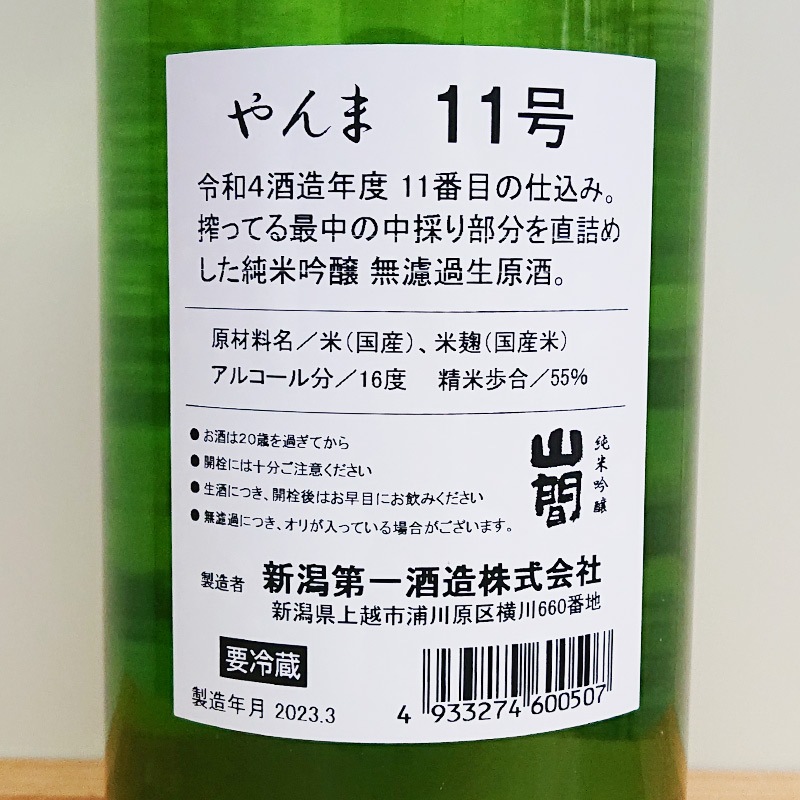 やんま 11号
令和4酒造年度 11番目の仕込み。
搾ってる最中の中採り部分を直詰め
した純米吟醸 無濾過生原酒。
原材料名／米(国産)、米麹(国産米)
アルコール分／16度 精米歩合／55%
●お酒は20歳を過ぎてから
●開栓には十分ご注意ください
●生酒につき、開栓後はお早目にお飲みください
●無濾過につき、オリが入っている場合がございます。
純米吟醸
山間
製造者 新潟第一酒造株式会社
新潟県上越市浦川原区横川660番地
要冷蔵
製造年月 2023.3
4 933274 600507